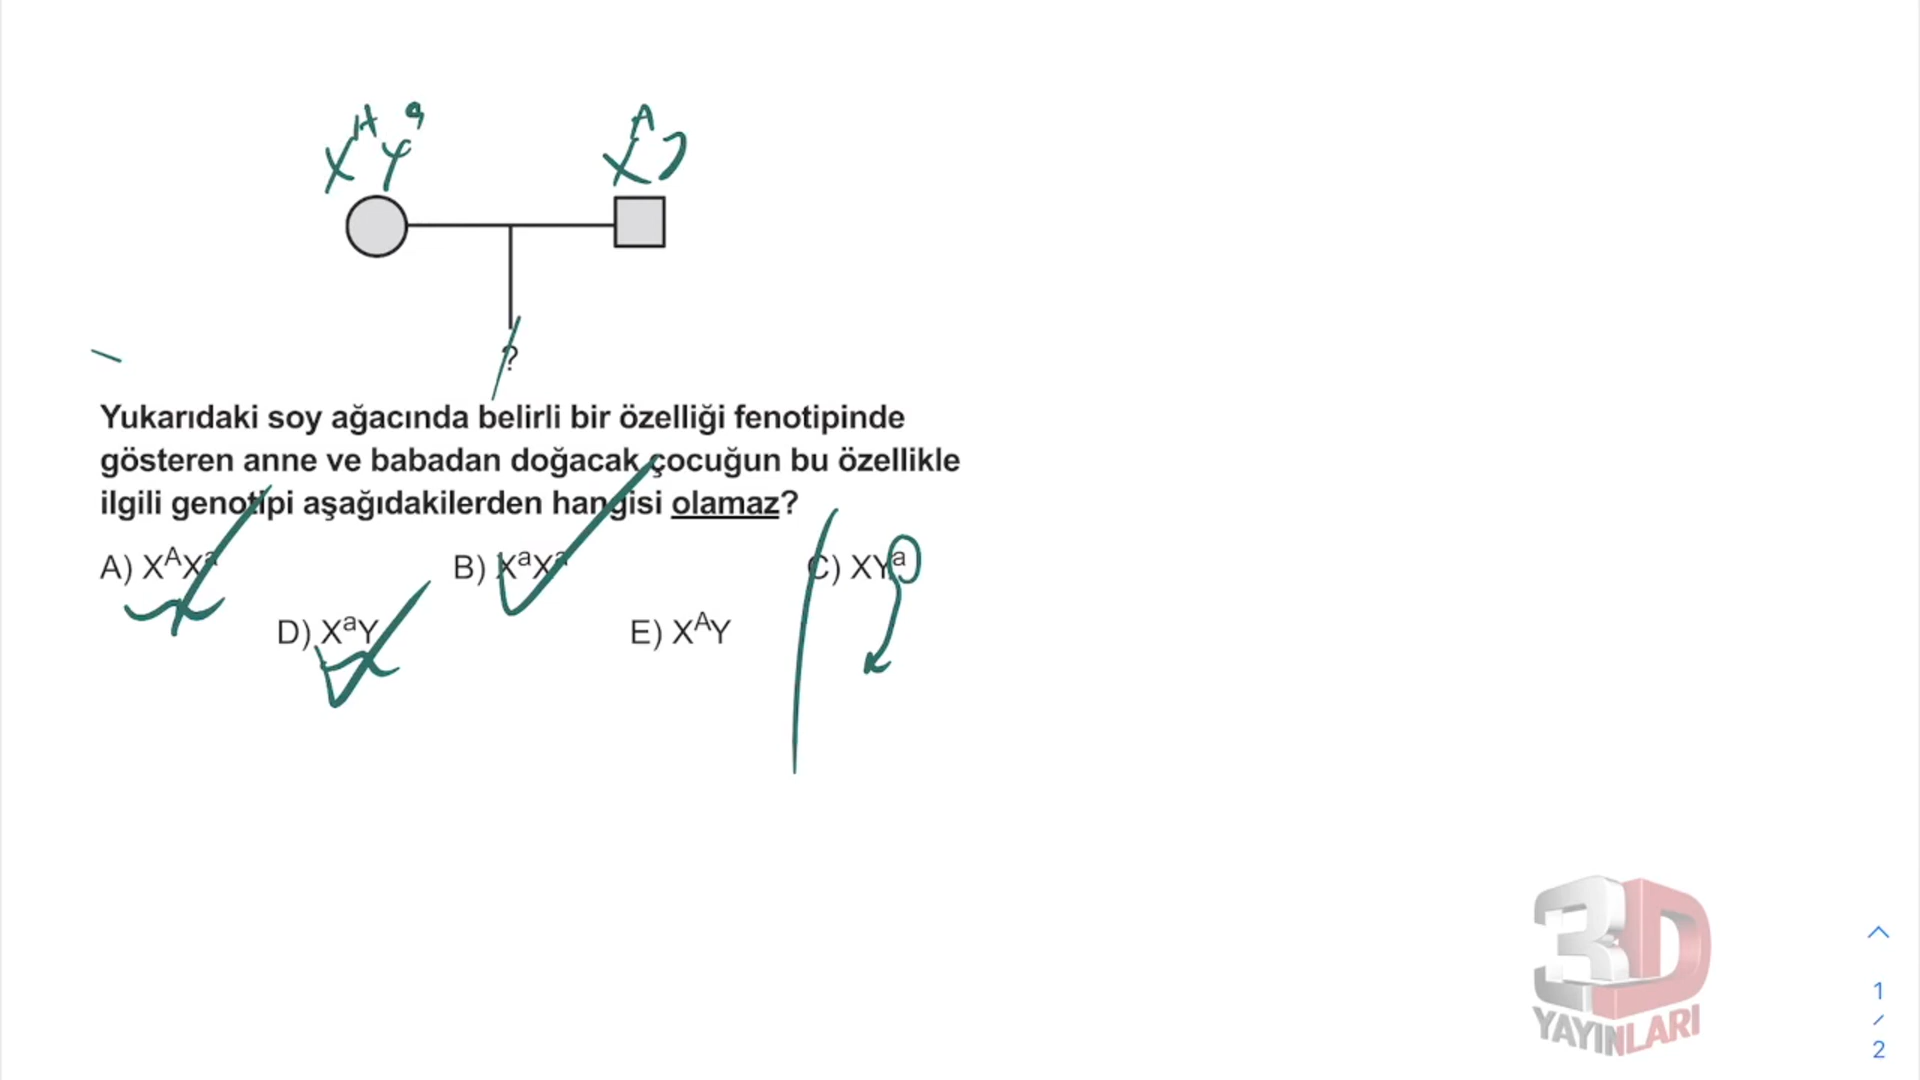 X^A Y^a X^A Y
?
Yukarıdaki soy ağacında belirli bir özelliği fenotipinde
gösteren anne ve babadan doğacak çocuğun bu özellikle
ilgili genotipi aşağıdakilerden hangisi olamaz?
A) XᴬXᵃ B) XᵃXᵃ C) XYᵃ
D) XᵃY E) XᴬY
3D
YAYINLARI
1
/
2